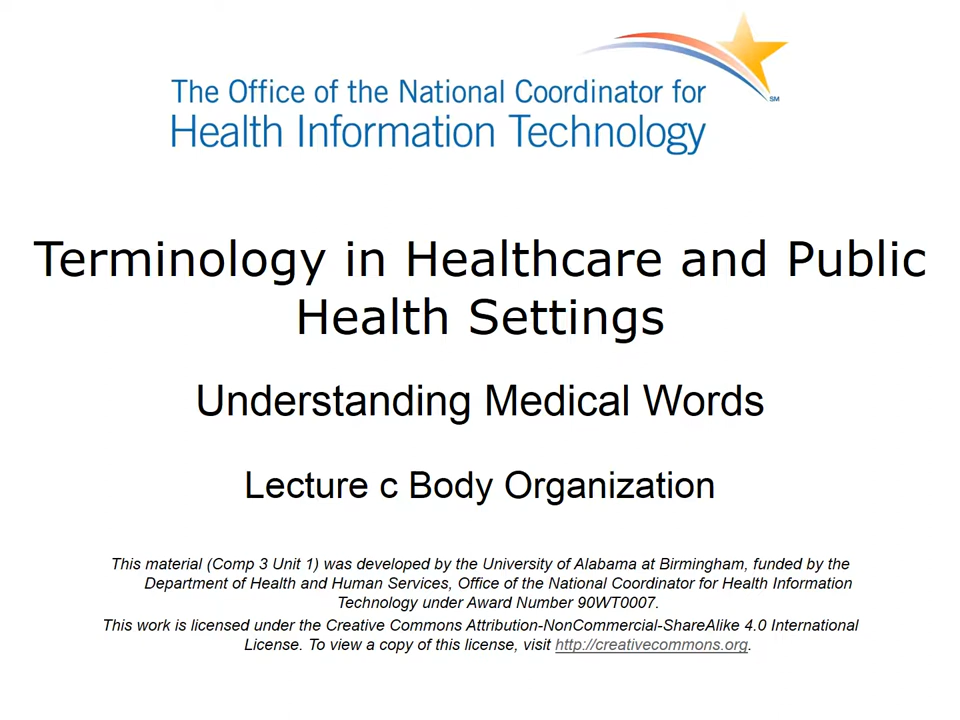 The Office of the National Coordinator for
Health Information Technology
SM
Terminology in Healthcare and Public
Health Settings
Understanding Medical Words
Lecture c Body Organization
This material (Comp 3 Unit 1) was developed by the University of Alabama at Birmingham, funded by the
Department of Health and Human Services, Office of the National Coordinator for Health Information
Technology under Award Number 90WT0007.
This work is licensed under the Creative Commons Attribution-NonCommercial-ShareAlike 4.0 International
License. To view a copy of this license, visit http://creativecommons.org.